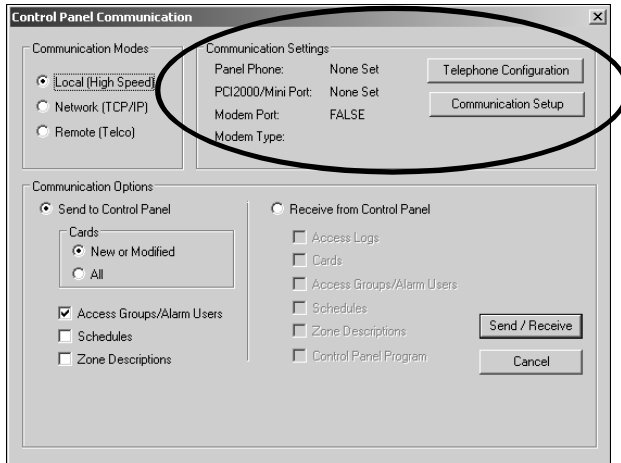 Control Panel Communication
Communication Modes
Local (High Speed)
Network (TCP/IP)
Remote (Telco)
Communication Settings
Panel Phone: None Set
PCI2000/Mini Port: None Set
Modem Port: FALSE
Modem Type:
Telephone Configuration
Communication Setup
Communication Options
Send to Control Panel
Cards
New or Modified
All
Access Groups/Alarm Users
Schedules
Zone Descriptions
Receive from Control Panel
Access Logs
Cards
Access Groups/Alarm Users
Schedules
Zone Descriptions
Control Panel Program
Send / Receive
Cancel